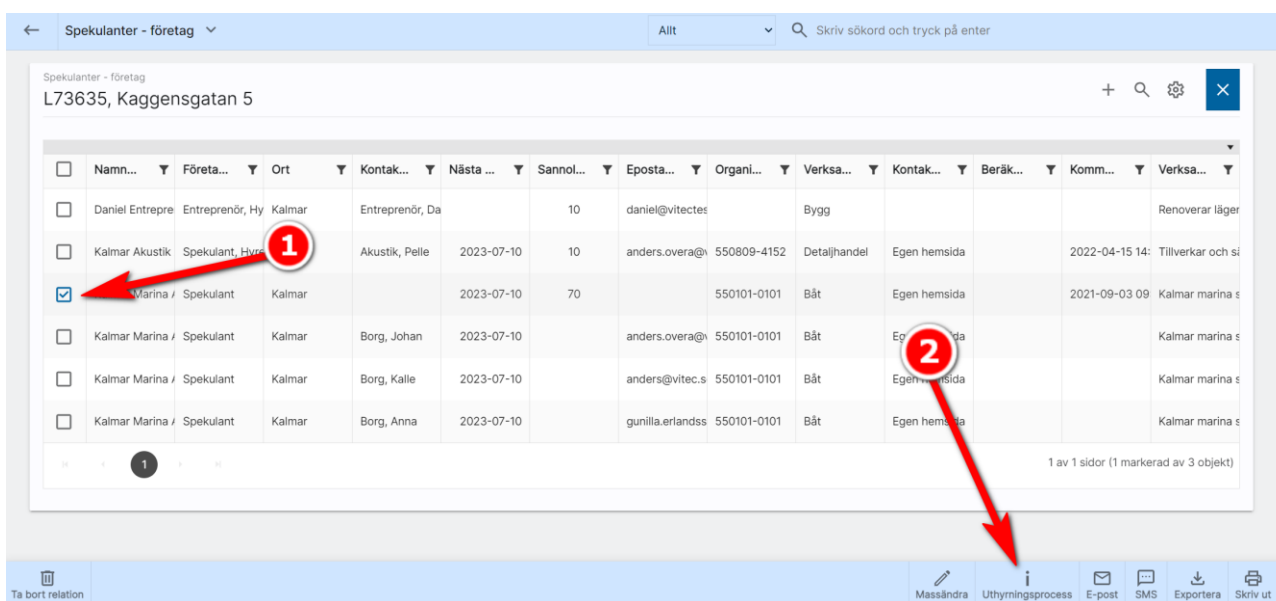 Spekulanter - företag
Allt
Skriv sökord och tryck på enter
Spekulanter - företag
L73635, Kaggensgatan 5
Namn... Företa... Ort Kontak... Nästa ... Sannol... Eposta... Organi... Verksa... Kontak... Beräk... Komm... Verksa...
Daniel Entrepre Entreprenör, Hy Kalmar Entreprenör, Da 10 daniel@vitectes Bygg Renoverar läger
Kalmar Akustik Spekulant, Hyre Akustik, Pelle 2023-07-10 10 anders.overa@v 550809-4152 Detaljhandel Egen hemsida 2022-04-15 14: Tillverkar och sä
Marina A Spekulant Kalmar 2023-07-10 70 550101-0101 Båt Egen hemsida 2021-09-03 09 Kalmar marina s
Kalmar Marina A Spekulant Kalmar Borg, Johan 2023-07-10 anders.overa@v 550101-0101 Båt Kalmar marina s
Kalmar Marina A Spekulant Kalmar Borg, Kalle 2023-07-10 anders@vitec.s 550101-0101 Båt Egen hemsida Kalmar marina s
Kalmar Marina A Spekulant Kalmar Borg, Anna 2023-07-10 gunilla.erlandss 550101-0101 Båt Egen hemsida Kalmar marina s
1
2
1
1 av 1 sidor (1 markerad av 3 objekt)
Ta bort relation
Massändra Uthyrningsprocess E-post SMS Exportera Skriv ut